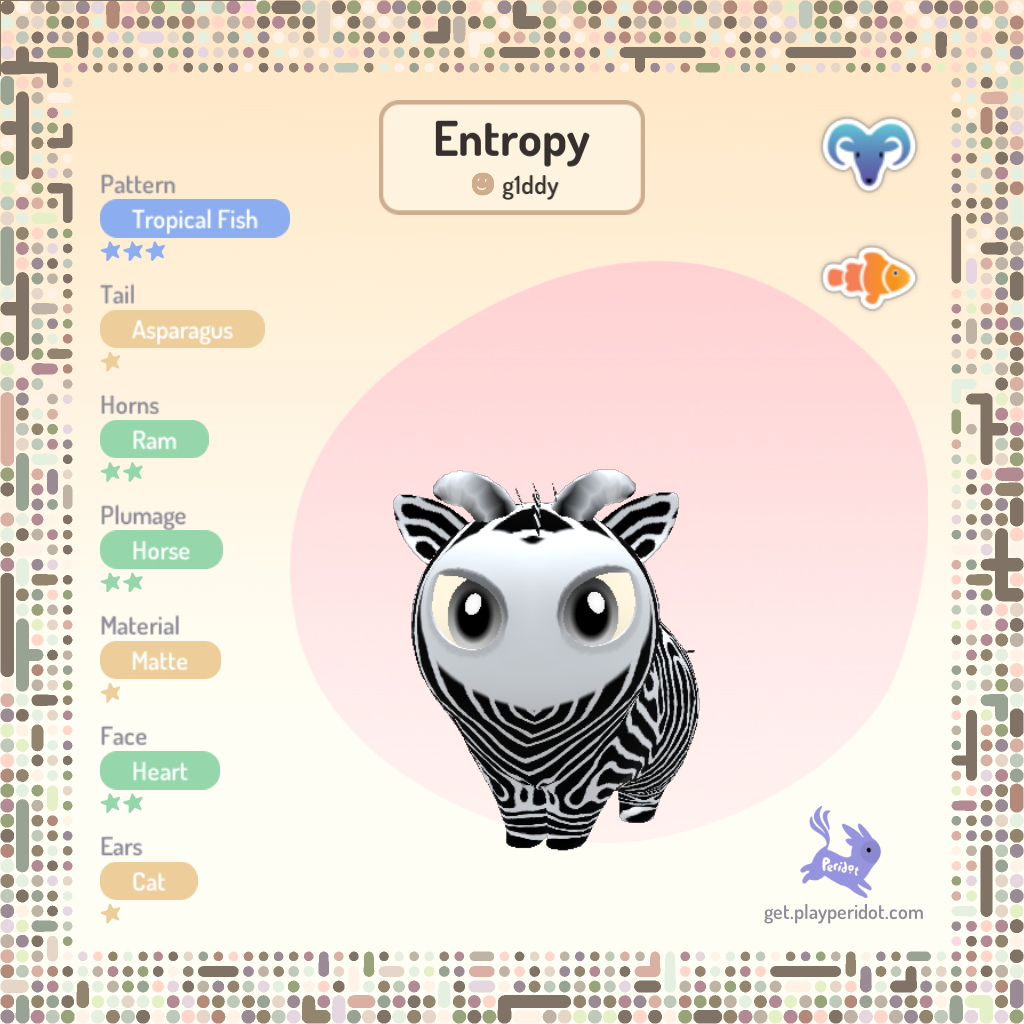 Entropy
g1ddy
Pattern
Tropical Fish
Tail
Asparagus
Horns
Ram
Plumage
Horse
Material
Matte
Face
Heart
Ears
Cat
Peridot
get.playperidot.com